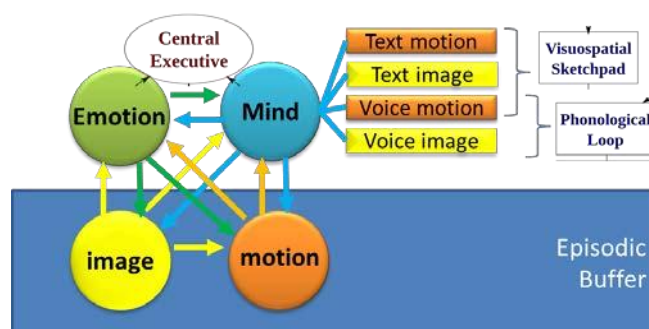 Central
Executive
Emotion
Mind
Text motion
Text image
Voice motion
Voice image
Visuospatial
Sketchpad
Phonological
Loop
image
motion
Episodic
Buffer